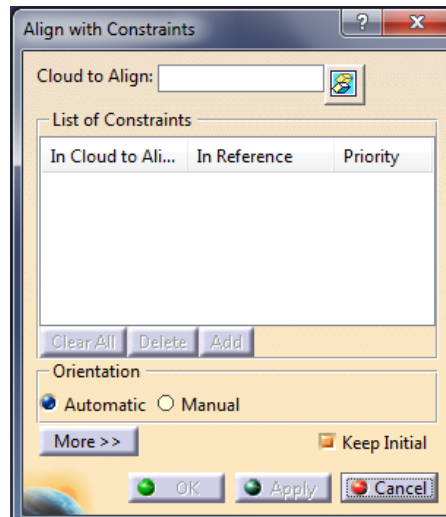 Align with Constraints
?
X
Cloud to Align:
List of Constraints
In Cloud to Ali... In Reference Priority
Clear All Delete Add
Orientation
Automatic Manual
More >> Keep Initial
OK Apply Cancel